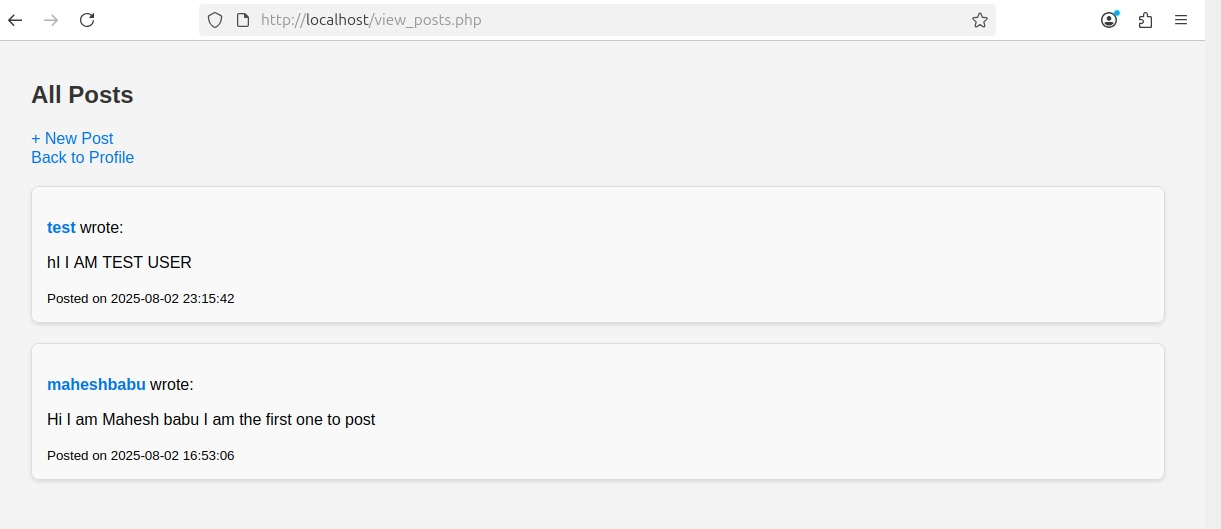 http://localhost/view_posts.php
All Posts
+ New Post
Back to Profile
test wrote:
hI I AM TEST USER
Posted on 2025-08-02 23:15:42
maheshbabu wrote:
Hi I am Mahesh babu I am the first one to post
Posted on 2025-08-02 16:53:06